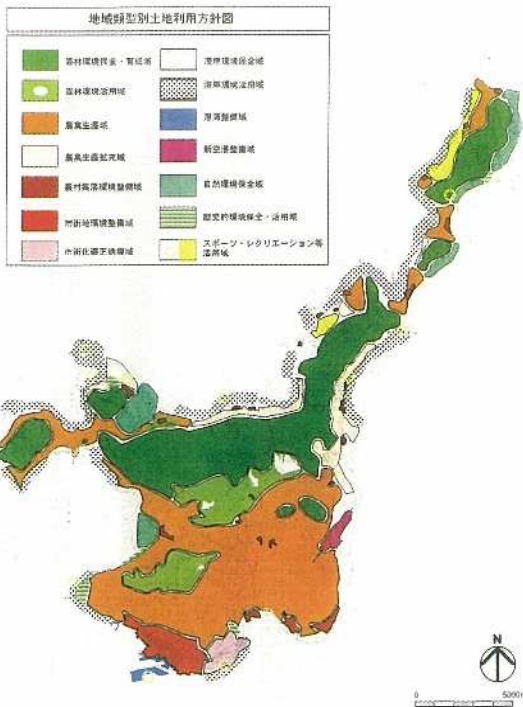 地域類型別土地利用方針図
森林環境保全・育成域
森林環境活用域
農業生産域
農業生産拡充域
農村集落環境整備域
市街地環境整備域
市街化適正誘導域
海岸環境保全域
海岸環境活用域
港湾整備域
新空港整備域
自然環境保全域
歴史的環境保全・活用域
スポーツ・レクリエーション等
活用域
N
0 5000m